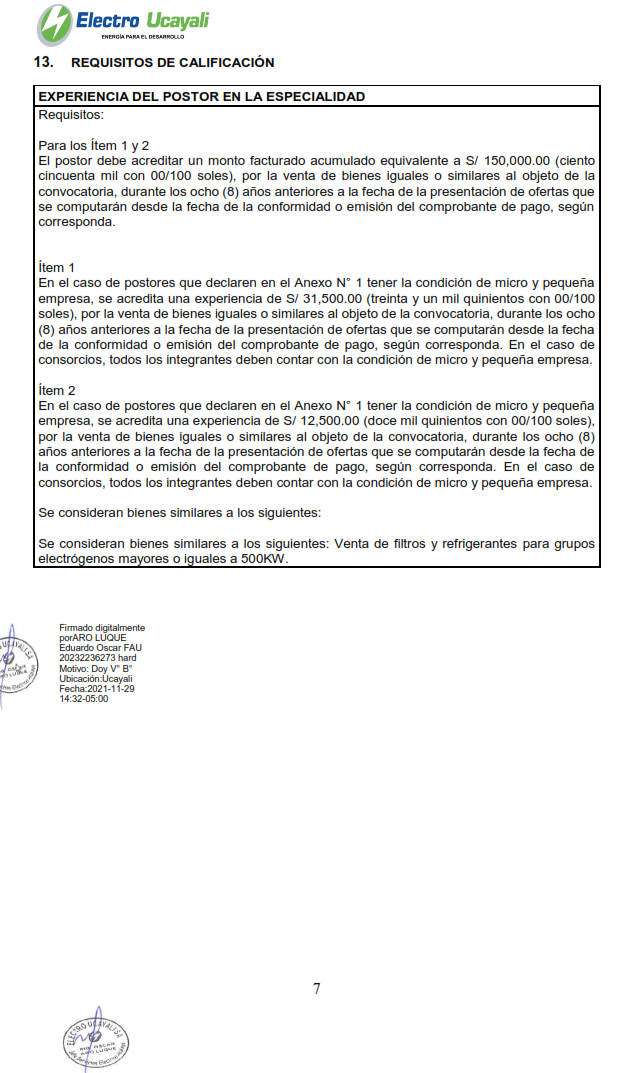 Electro Ucayali
ENERGÍA PARA EL DESARROLLO
13. REQUISITOS DE CALIFICACIÓN
EXPERIENCIA DEL POSTOR EN LA ESPECIALIDAD
Requisitos:
Para los Ítem 1 y 2
El postor debe acreditar un monto facturado acumulado equivalente a S/ 150,000.00 (ciento
cincuenta mil con 00/100 soles), por la venta de bienes iguales o similares al objeto de la
convocatoria, durante los ocho (8) años anteriores a la fecha de la presentación de ofertas que
se computarán desde la fecha de la conformidad o emisión del comprobante de pago, según
corresponda.
Ítem 1
En el caso de postores que declaren en el Anexo N° 1 tener la condición de micro y pequeña
empresa, se acredita una experiencia de S/ 31,500.00 (treinta y un mil quinientos con 00/100
soles), por la venta de bienes iguales o similares al objeto de la convocatoria, durante los ocho
(8) años anteriores a la fecha de la presentación de ofertas que se computarán desde la fecha
de la conformidad o emisión del comprobante de pago, según corresponda. En el caso de
consorcios, todos los integrantes deben contar con la condición de micro y pequeña empresa.
Ítem 2
En el caso de postores que declaren en el Anexo N° 1 tener la condición de micro y pequeña
empresa, se acredita una experiencia de S/ 12,500.00 (doce mil quinientos con 00/100 soles),
por la venta de bienes iguales o similares al objeto de la convocatoria, durante los ocho (8)
años anteriores a la fecha de la presentación de ofertas que se computarán desde la fecha de
la conformidad o emisión del comprobante de pago, según corresponda. En el caso de
consorcios, todos los integrantes deben contar con la condición de micro y pequeña empresa.
Se consideran bienes similares a los siguientes:
Se consideran bienes similares a los siguientes: Venta de filtros y refrigerantes para grupos
electrógenos mayores o iguales a 500KW.
Firmado digitalmente
porARO LUQUE
Eduardo Oscar FAU
20232236273 hard
Motivo: Doy V° B°
Ubicación:Ucayali
Fecha:2021-11-29
14:32-05:00
7
ELECTRO UCAYALI S.A.
ING. OSCAR
ARO LUQUE